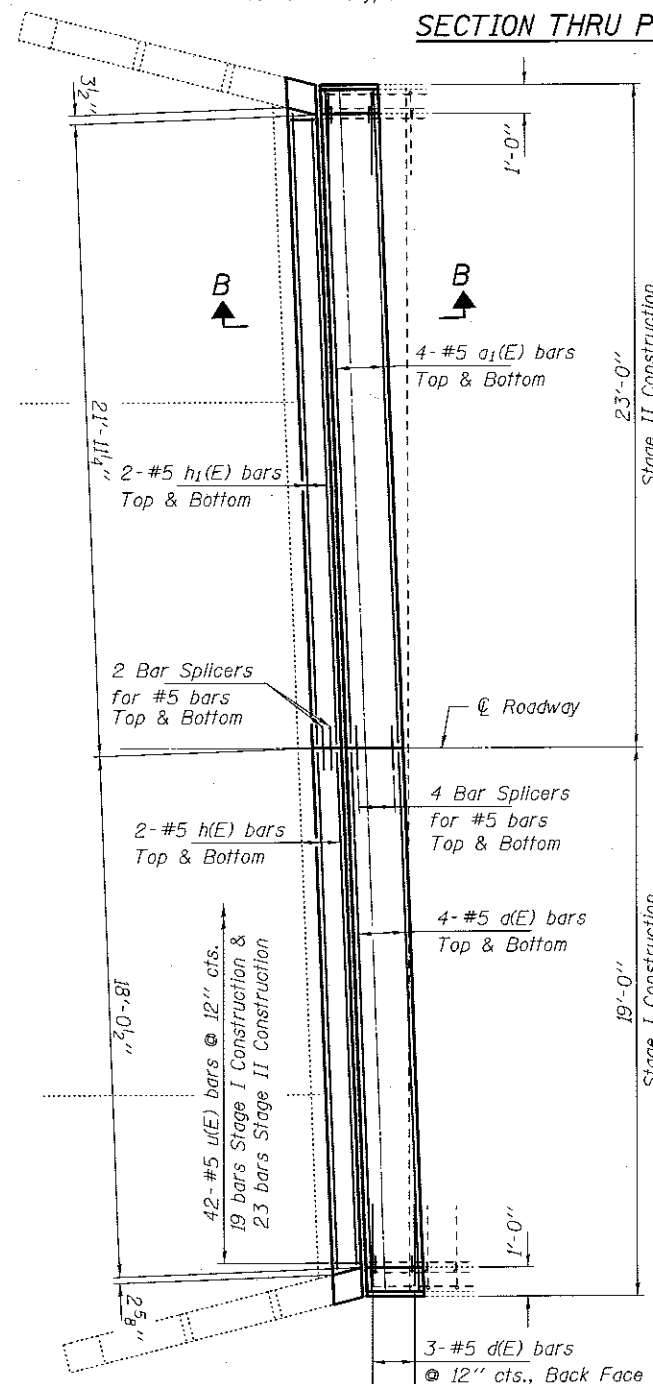 SECTION THRU P
3½"
1'-0"
B
B
4-#5 a₁(E) bars
Top & Bottom
23'-0"
Stage II Construction
21'-11¼"
2-#5 h₁(E) bars
Top & Bottom
2 Bar Splicers
for #5 bars
Top & Bottom
℄ Roadway
4 Bar Splicers
for #5 bars
Top & Bottom
2-#5 h(E) bars
Top & Bottom
4-#5 a(E) bars
Top & Bottom
19'-0"
Stage I Construction
18'-0½"
42-#5 u(E) bars @ 12" cts.
19 bars Stage I Construction &
23 bars Stage II Construction
1'-0"
2⅝"
3-#5 d(E) bars
@ 12" cts., Back Face